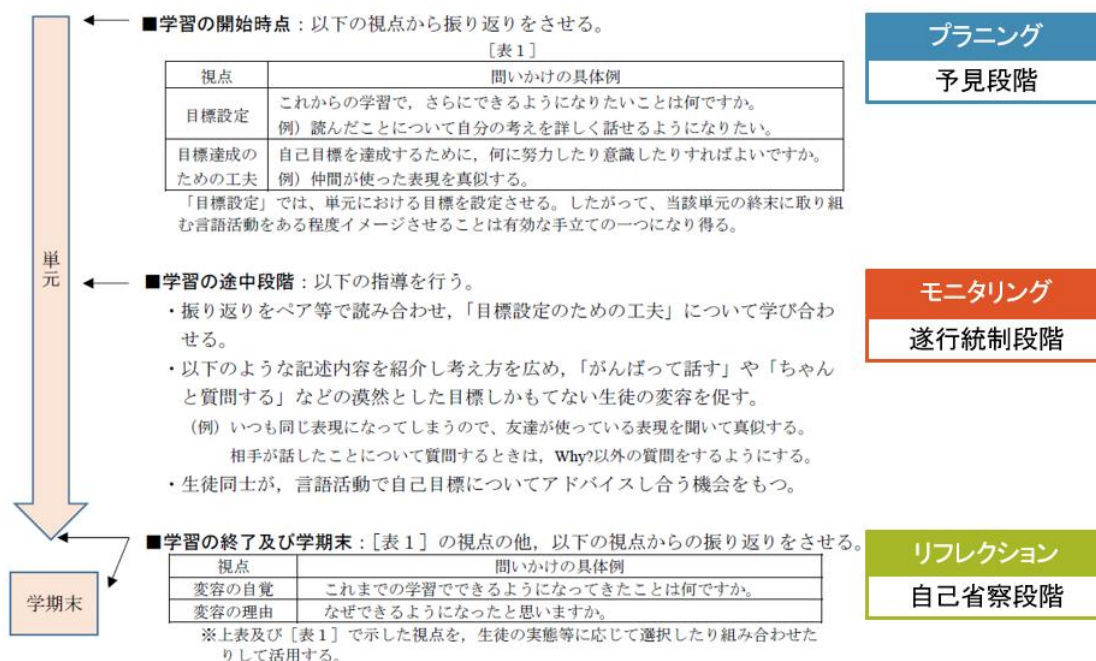 ■学習の開始時点：以下の視点から振り返りをさせる。
［表１］
視点 問いかけの具体例
目標設定 これからの学習で，さらにできるようになりたいことは何ですか。
例）読んだことについて自分の考えを詳しく話せるようになりたい。
目標達成の 自己目標を達成するために，何に努力したり意識したりすればよいですか。
ための工夫 例）仲間が使った表現を真似する。
「目標設定」では、単元における目標を設定させる。したがって、当該単元の終末に取り組
む言語活動をある程度イメージさせることは有効な手立ての一つになり得る。
プラニング
予見段階
単元
■学習の途中段階：以下の指導を行う。
・振り返りをペア等で読み合わせ，「目標設定のための工夫」について学び合わ
せる。
・以下のような記述内容を紹介し考え方を広め，「がんばって話す」や「ちゃん
と質問する」などの漠然とした目標しかもてない生徒の変容を促す。
（例）いつも同じ表現になってしまうので、友達が使っている表現を聞いて真似する。
相手が話したことについて質問するときは，Why?以外の質問をするようにする。
・生徒同士が，言語活動で自己目標についてアドバイスし合う機会をもつ。
モニタリング
遂行統制段階
■学習の終了及び学期末：［表１］の視点の他，以下の視点からの振り返りをさせる。
視点 問いかけの具体例
変容の自覚 これまでの学習でできるようになってきたことは何ですか。
変容の理由 なぜできるようになったと思いますか。
※上表及び［表１］で示した視点を，生徒の実態等に応じて選択したり組み合わせた
りして活用する。
学期末
リフレクション
自己省察段階